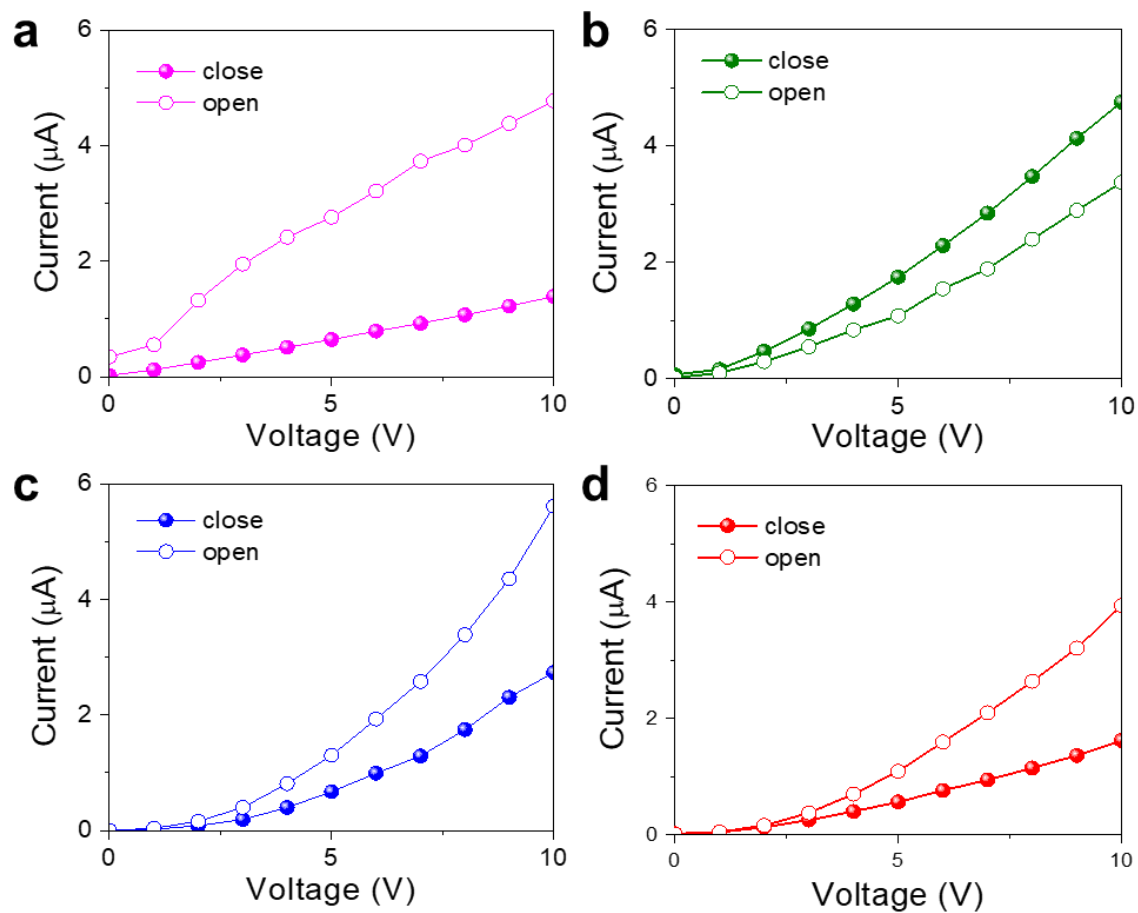 a
6
4
2
0
Current (μA)
close
open
0 5 10
Voltage (V)
b
6
4
2
0
Current (μA)
close
open
0 5 10
Voltage (V)
c
6
4
2
0
Current (μA)
close
open
0 5 10
Voltage (V)
d
6
4
2
0
Current (μA)
close
open
0 5 10
Voltage (V)